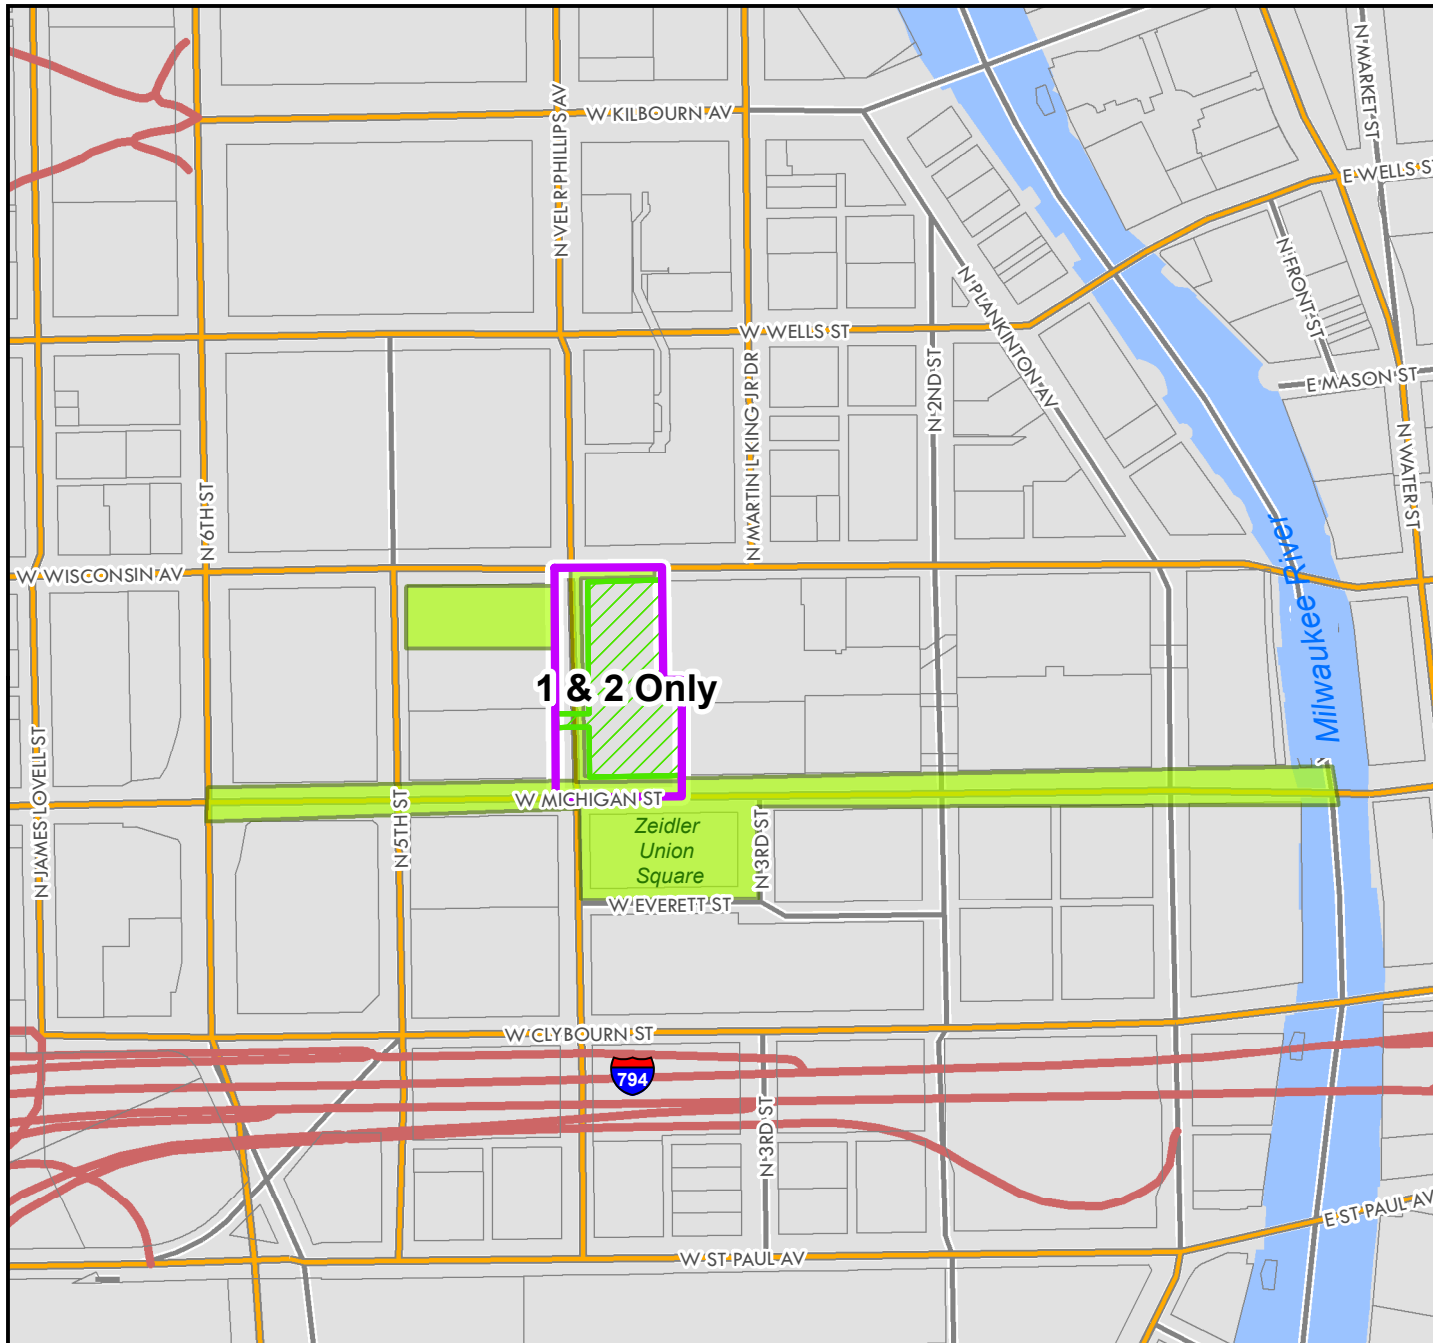 N MARKET ST
W KILBOURN AV
N VEL R PHILLIPS AV
E WELLS ST
N FRONT ST
N PLANKINTON AV
W WELLS ST
N MARTIN L KING JR DR
N 2ND ST
E MASON ST
N WATER ST
N 6TH ST
W WISCONSIN AV
Milwaukee River
1 & 2 Only
N JAMES LOVELL ST
N 5TH ST
W MICHIGAN ST
Zeidler
Union
Square
N 3RD ST
W EVERETT ST
W CLYBOURN ST
794
N 3RD ST
E ST PAUL AV
W ST PAUL AV